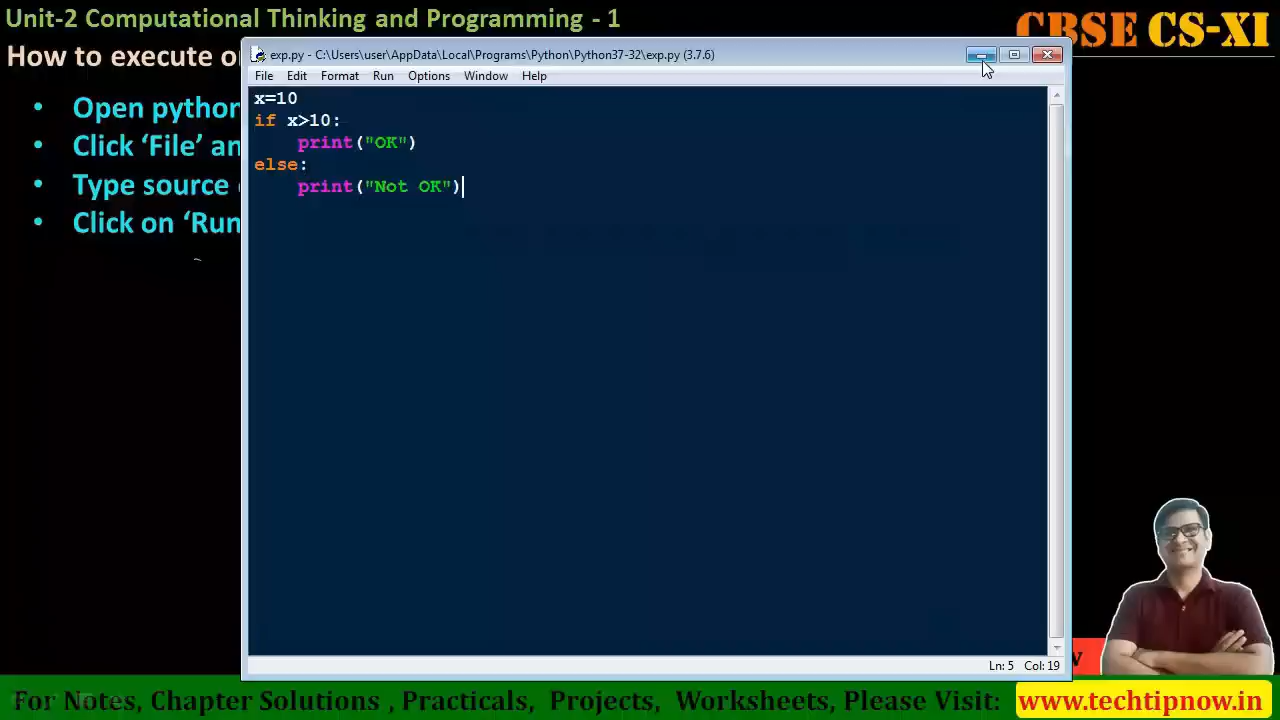 Unit-2 Computational Thinking and Programming - 1
CBSE CS-XI
How to execute o
exp.py - C:\Users\user\AppData\Local\Programs\Python\Python37-32\exp.py (3.7.6)
File Edit Format Run Options Window Help
Open python
Click ‘File’ an
Type source
Click on ‘Run
x=10
if x>10:
    print("OK")
else:
    print("Not OK")
Ln: 5 Col: 19
For Notes, Chapter Solutions , Practicals, Projects, Worksheets, Please Visit: www.techtipnow.in